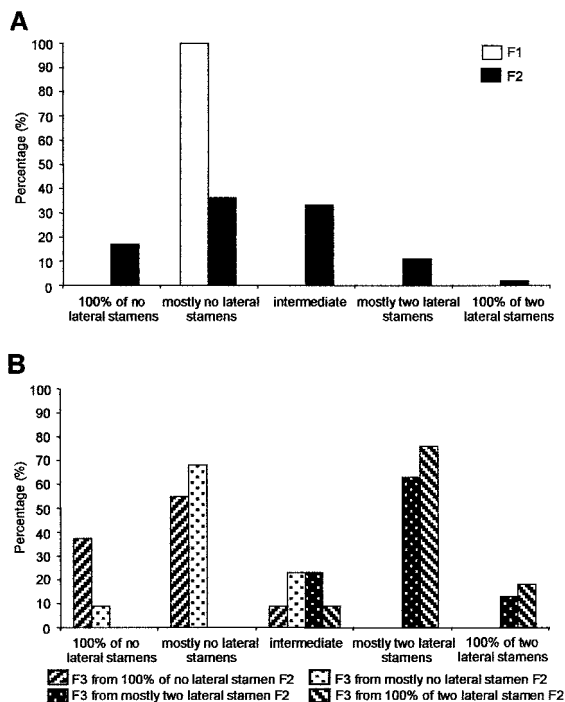 A
100
90
80
70
60
50
40
30
20
10
0
Percentage (%)
F1
F2
100% of no lateral stamens
mostly no lateral stamens
intermediate
mostly two lateral stamens
100% of two lateral stamens
B
100
90
80
70
60
50
40
30
20
10
0
Percentage (%)
100% of no lateral stamens
mostly no lateral stamens
intermediate
mostly two lateral stamens
100% of two lateral stamens
F3 from 100% of no lateral stamen F2
F3 from mostly no lateral stamen F2
F3 from mostly two lateral stamen F2
F3 from 100% of two lateral stamen F2